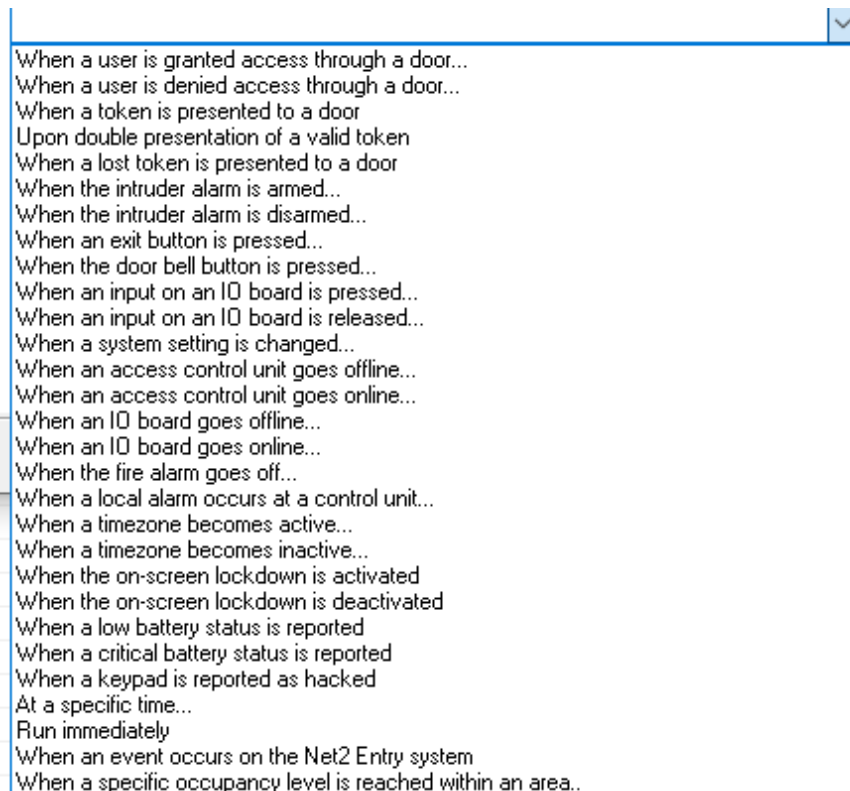 When a user is granted access through a door...
When a user is denied access through a door...
When a token is presented to a door
Upon double presentation of a valid token
When a lost token is presented to a door
When the intruder alarm is armed...
When the intruder alarm is disarmed...
When an exit button is pressed...
When the door bell button is pressed...
When an input on an IO board is pressed...
When an input on an IO board is released...
When a system setting is changed...
When an access control unit goes offline...
When an access control unit goes online...
When an IO board goes offline...
When an IO board goes online...
When the fire alarm goes off...
When a local alarm occurs at a control unit...
When a timezone becomes active...
When a timezone becomes inactive...
When the on-screen lockdown is activated
When the on-screen lockdown is deactivated
When a low battery status is reported
When a critical battery status is reported
When a keypad is reported as hacked
At a specific time...
Run immediately
When an event occurs on the Net2 Entry system
When a specific occupancy level is reached within an area..